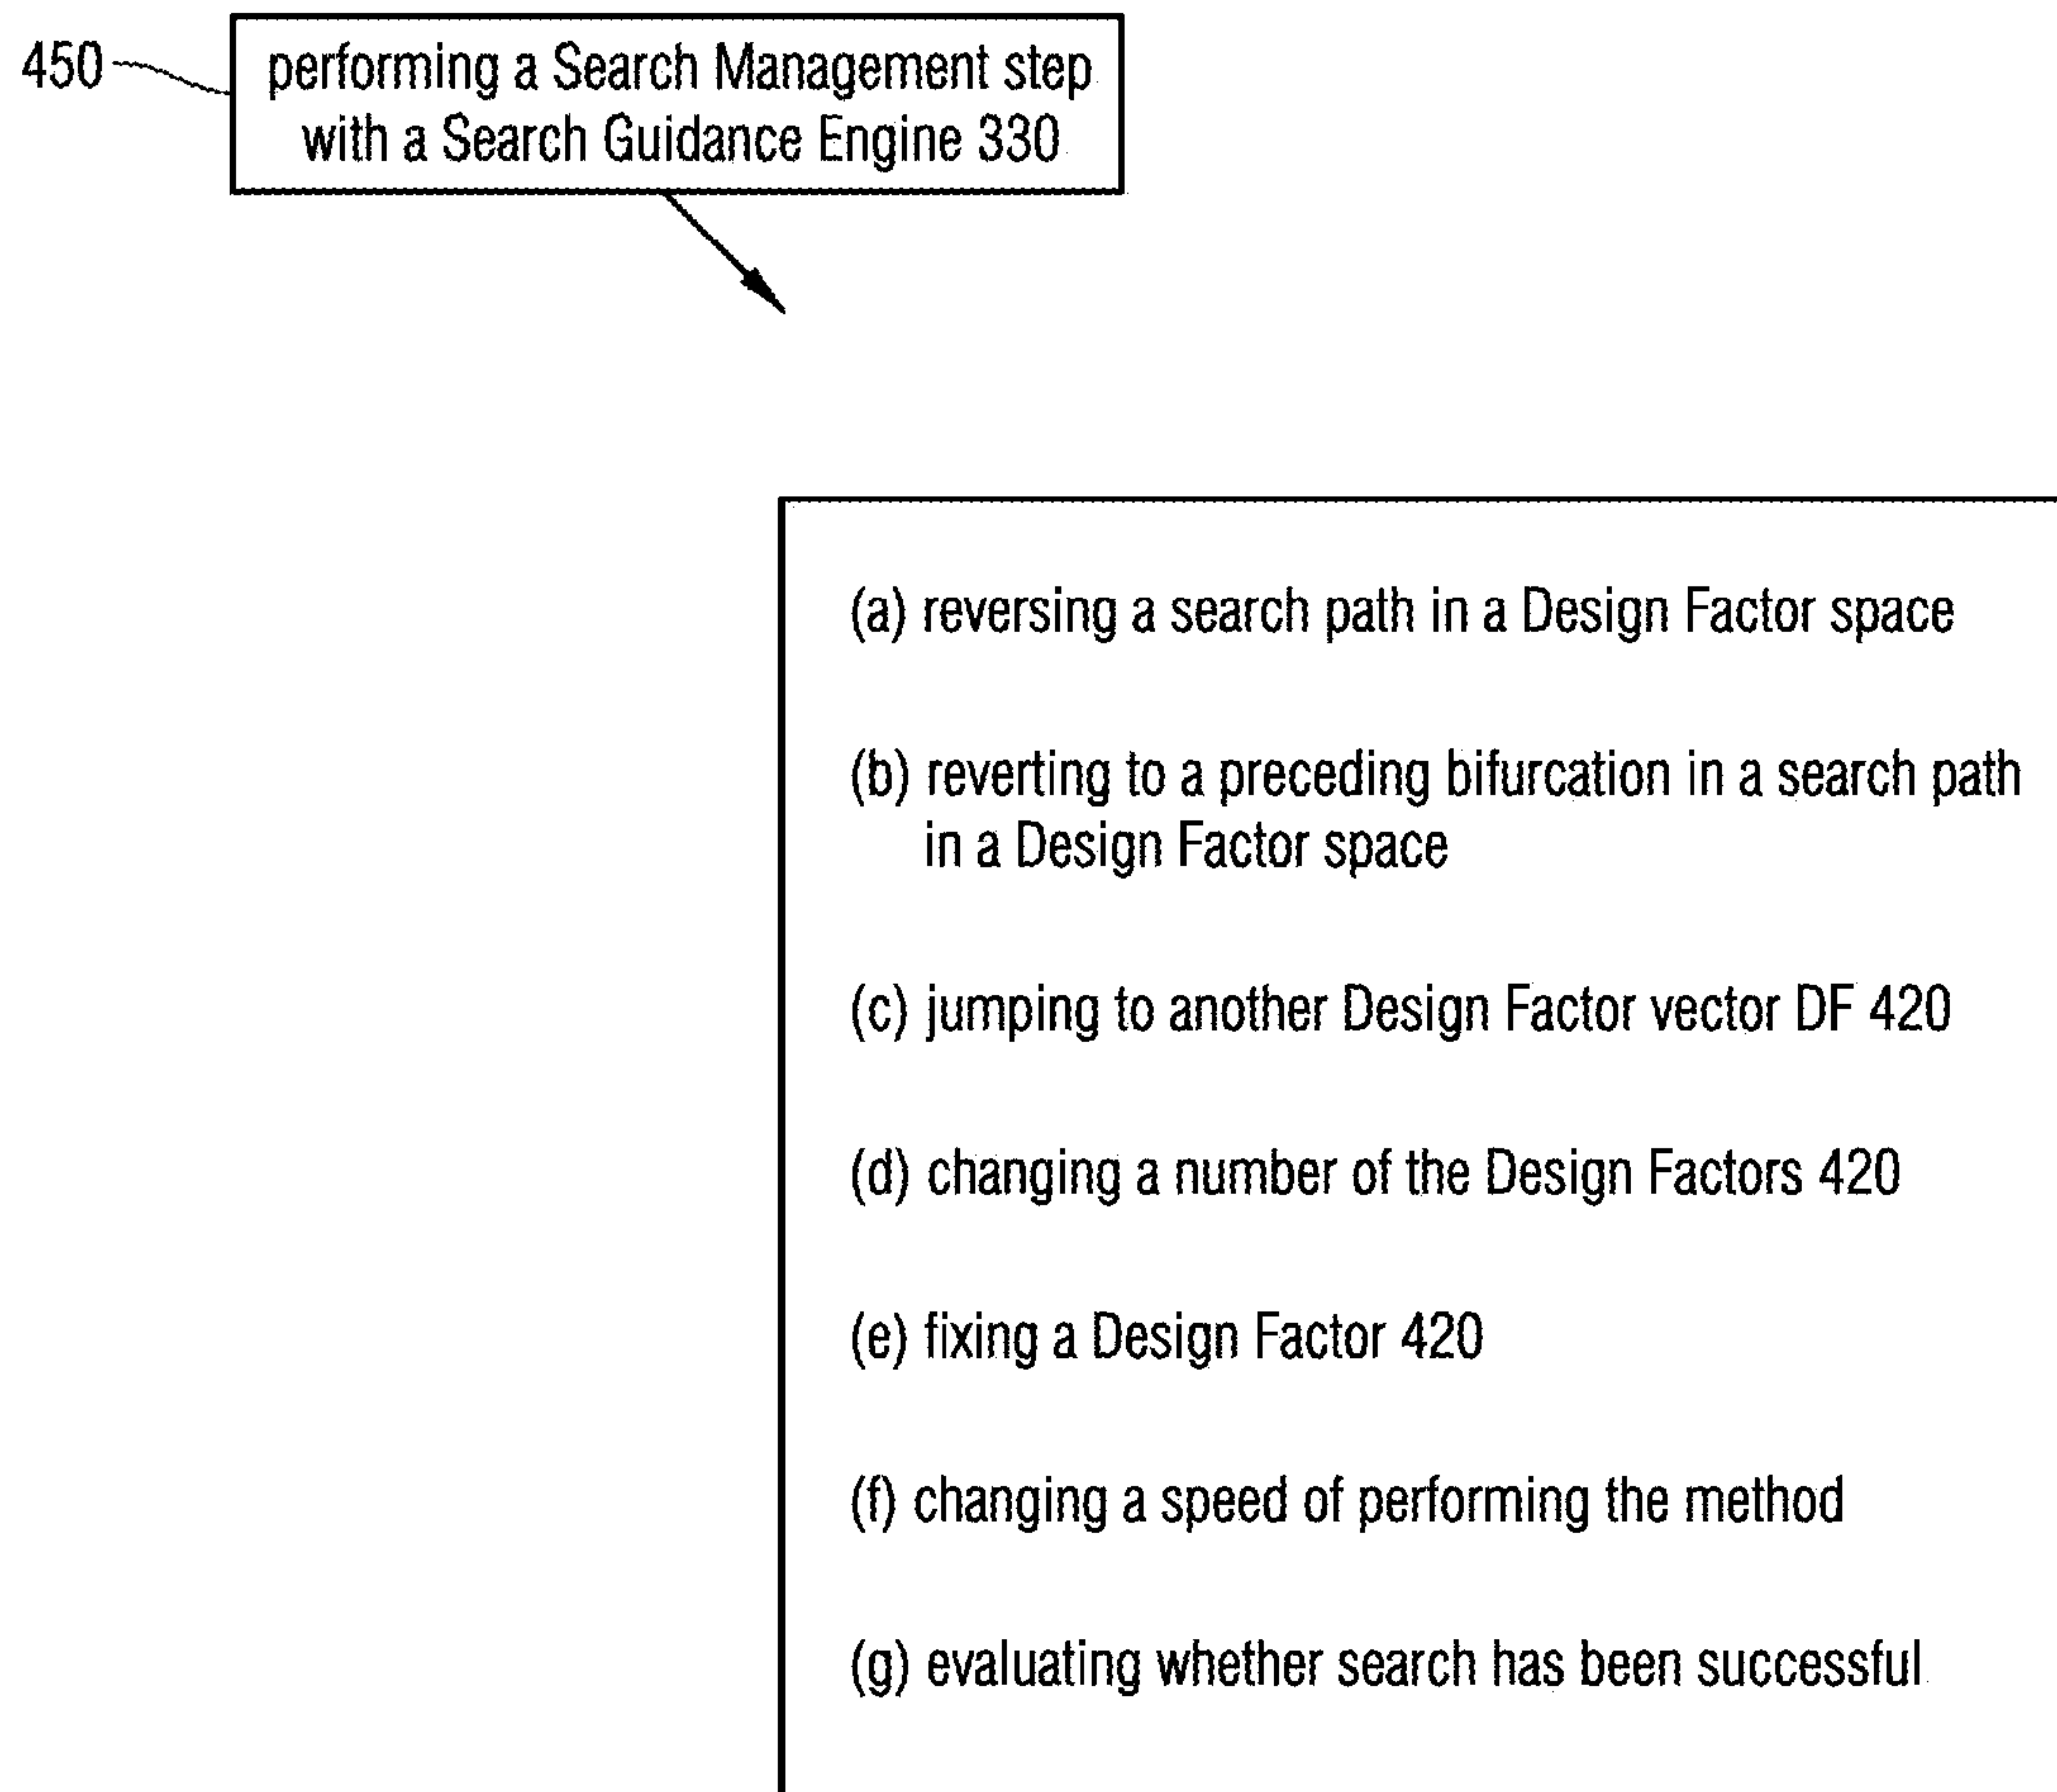 450
performing a Search Management step
with a Search Guidance Engine 330
(a) reversing a search path in a Design Factor space
(b) reverting to a preceding bifurcation in a search path
in a Design Factor space
(c) jumping to another Design Factor vector DF 420
(d) changing a number of the Design Factors 420
(e) fixing a Design Factor 420
(f) changing a speed of performing the method
(g) evaluating whether search has been successful